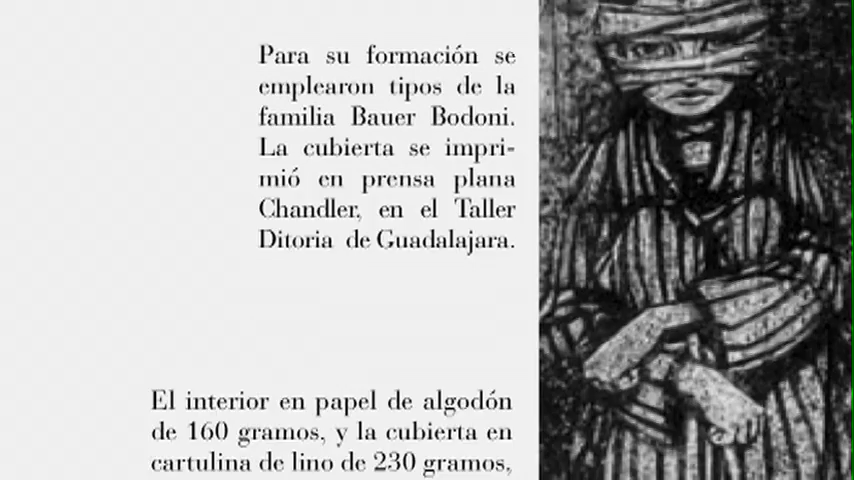 Para su formación se
emplearon tipos de la
familia Bauer Bodoni.
La cubierta se impri-
mió en prensa plana
Chandler, en el Taller
Ditoria de Guadalajara.
El interior en papel de algodón
de 160 gramos, y la cubierta en
cartulina de lino de 230 gramos,